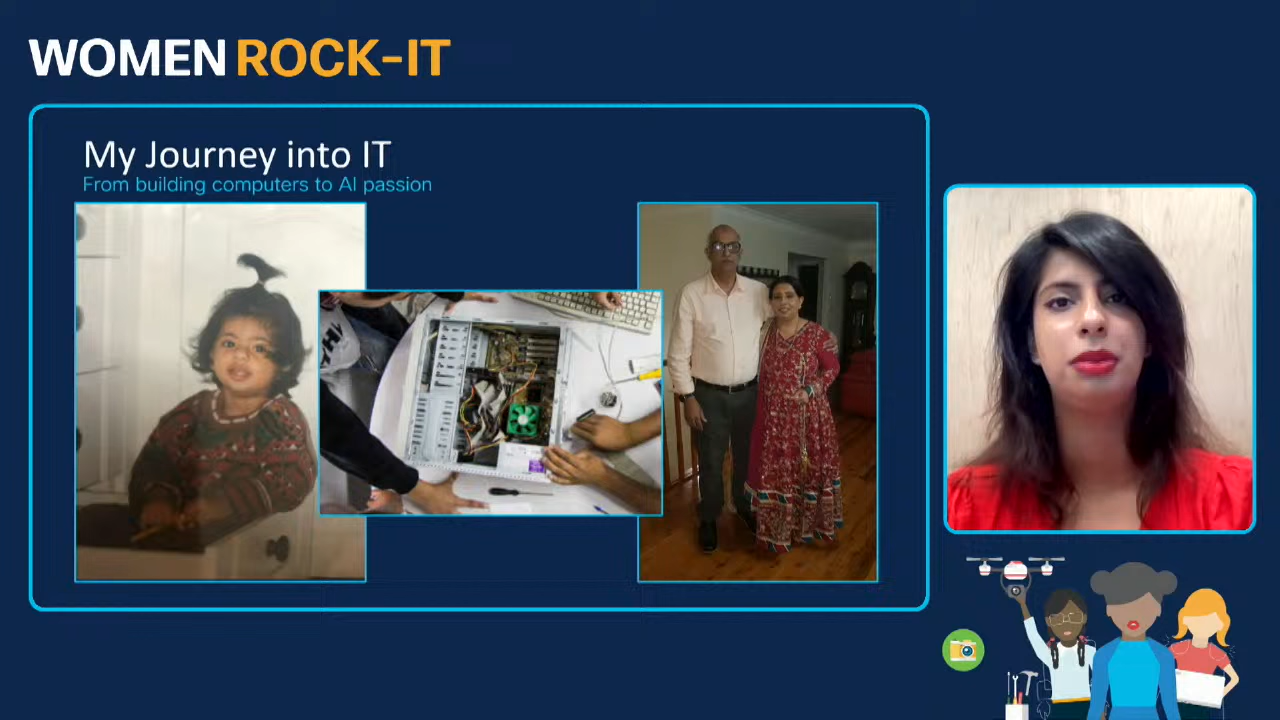 WOMEN ROCK-IT
My Journey into IT
From building computers to AI passion